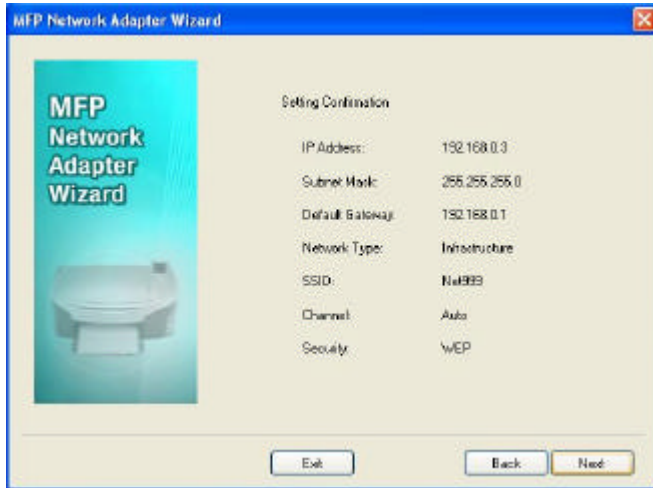 MFP Network Adapter Wizard
MFP
Network
Adapter
Wizard
Setting Confirmation
IP Address: 192.168.0.3
Subnet Mask: 255.255.255.0
Default Gateway: 192.168.0.1
Network Type: Infrastructure
SSID: Net999
Channel: Auto
Security: WEP
Exit Back Next